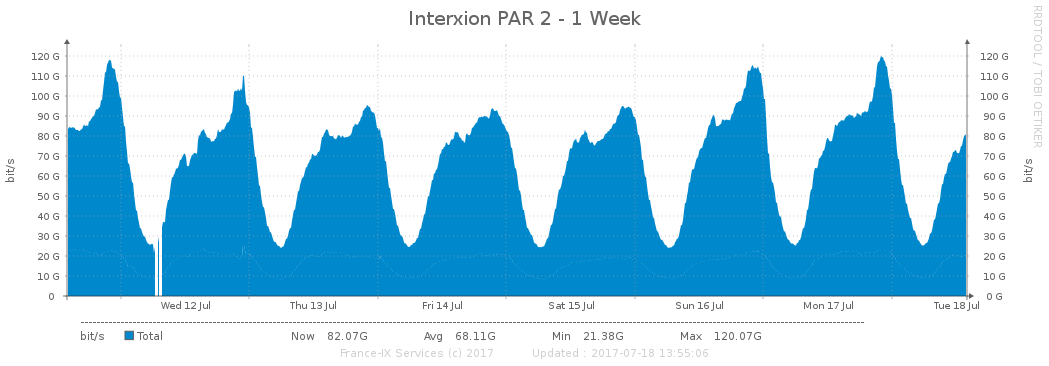 Interxion PAR 2 - 1 Week
RRDTOOL / TOBI OETIKER
bit/s
120 G 120 G
110 G 110 G
100 G 100 G
90 G 90 G
80 G 80 G
70 G 70 G
60 G 60 G
50 G 50 G
40 G 40 G
30 G 30 G
20 G 20 G
10 G 10 G
0 0 G
bit/s
Wed 12 Jul Thu 13 Jul Fri 14 Jul Sat 15 Jul Sun 16 Jul Mon 17 Jul Tue 18 Jul
bit/s Total Now 82.07G Avg 68.11G Min 21.38G Max 120.07G
France-IX Services (c) 2017 Updated : 2017-07-18 13:55:06